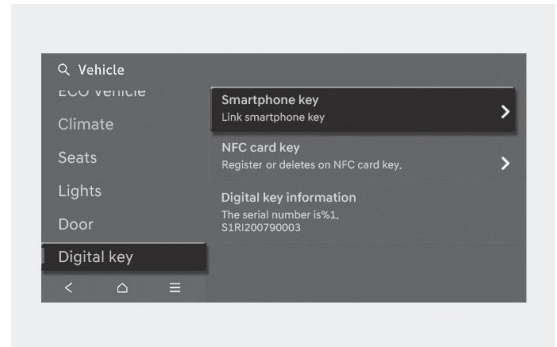 Vehicle
ECO Vehicle
Climate
Seats
Lights
Door
Digital key
Smartphone key
Link smartphone key
NFC card key
Register or deletes on NFC card key.
Digital key information
The serial number is%1.
S1RI200790003